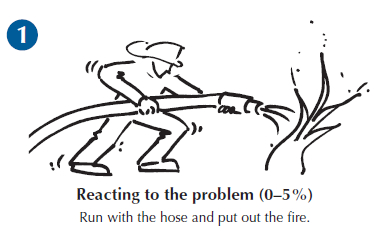 1
Reacting to the problem (0–5%)
Run with the hose and put out the fire.